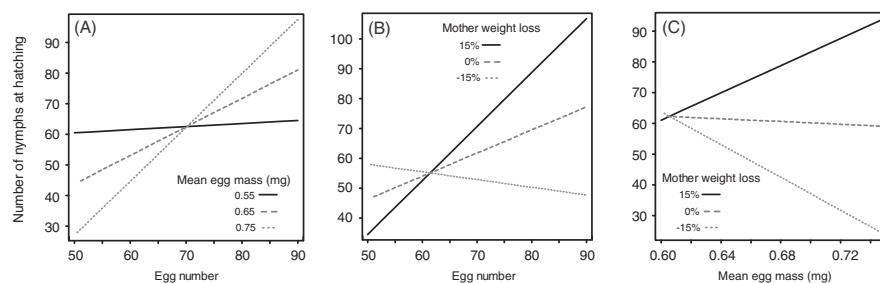 Number of nymphs at hatching
(A)
90
80
70
60
50
40
30
Mean egg mass (mg)
0.55
0.65
0.75
50 60 70 80 90
Egg number
(B)
100
90
80
70
60
50
40
Mother weight loss
15%
0%
-15%
50 60 70 80 90
Egg number
(C)
90
80
70
60
50
40
30
Mother weight loss
15%
0%
-15%
0.60 0.64 0.68 0.72
Mean egg mass (mg)